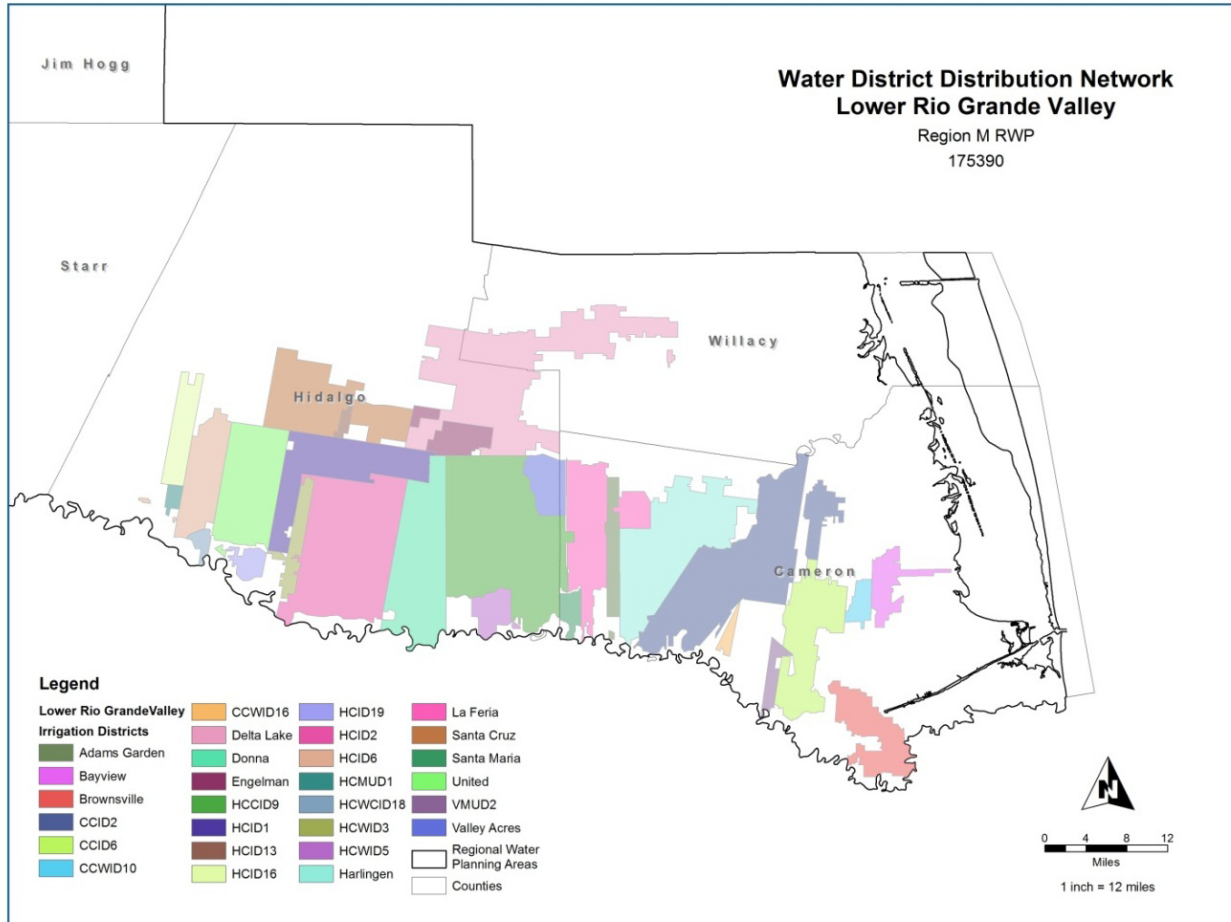 Water District Distribution Network
Lower Rio Grande Valley
Region M RWP
175390
Jim Hogg
Starr
Hidalgo
Willacy
Cameron
Legend
Lower Rio GrandeValley
Irrigation Districts
Adams Garden
Bayview
Brownsville
CCID2
CCID6
CCWID10
CCWID16
Delta Lake
Donna
Engelman
HCCID9
HCID1
HCID13
HCID16
HCID19
HCID2
HCID6
HCMUD1
HCWCID18
HCWID3
HCWID5
Harlingen
La Feria
Santa Cruz
Santa Maria
United
VMUD2
Valley Acres
Regional Water
Planning Areas
Counties
N
0 4 8 12
Miles
1 inch = 12 miles